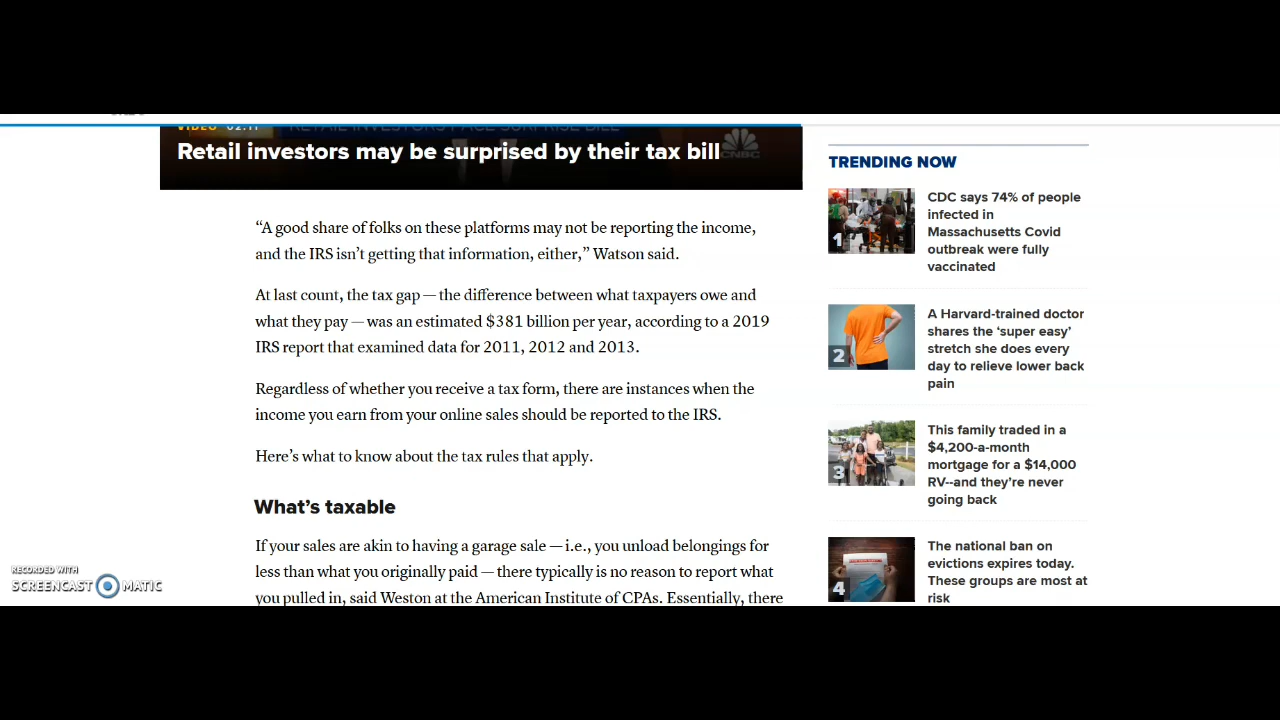 VIDEO 02:11
RETAIL INVESTORS FACE SURPRISE BILL
Retail investors may be surprised by their tax bill
CNBC
“A good share of folks on these platforms may not be reporting the income,
and the IRS isn’t getting that information, either,” Watson said.
At last count, the tax gap — the difference between what taxpayers owe and
what they pay — was an estimated $381 billion per year, according to a 2019
IRS report that examined data for 2011, 2012 and 2013.
Regardless of whether you receive a tax form, there are instances when the
income you earn from your online sales should be reported to the IRS.
Here’s what to know about the tax rules that apply.
What’s taxable
If your sales are akin to having a garage sale — i.e., you unload belongings for
less than what you originally paid — there typically is no reason to report what
you pulled in, said Weston at the American Institute of CPAs. Essentially, there
TRENDING NOW
1
CDC says 74% of people
infected in
Massachusetts Covid
outbreak were fully
vaccinated
2
A Harvard-trained doctor
shares the ‘super easy’
stretch she does every
day to relieve lower back
pain
3
This family traded in a
$4,200-a-month
mortgage for a $14,000
RV--and they’re never
going back
4
The national ban on
evictions expires today.
These groups are most at
risk
RECORDED WITH
SCREENCAST MATIC